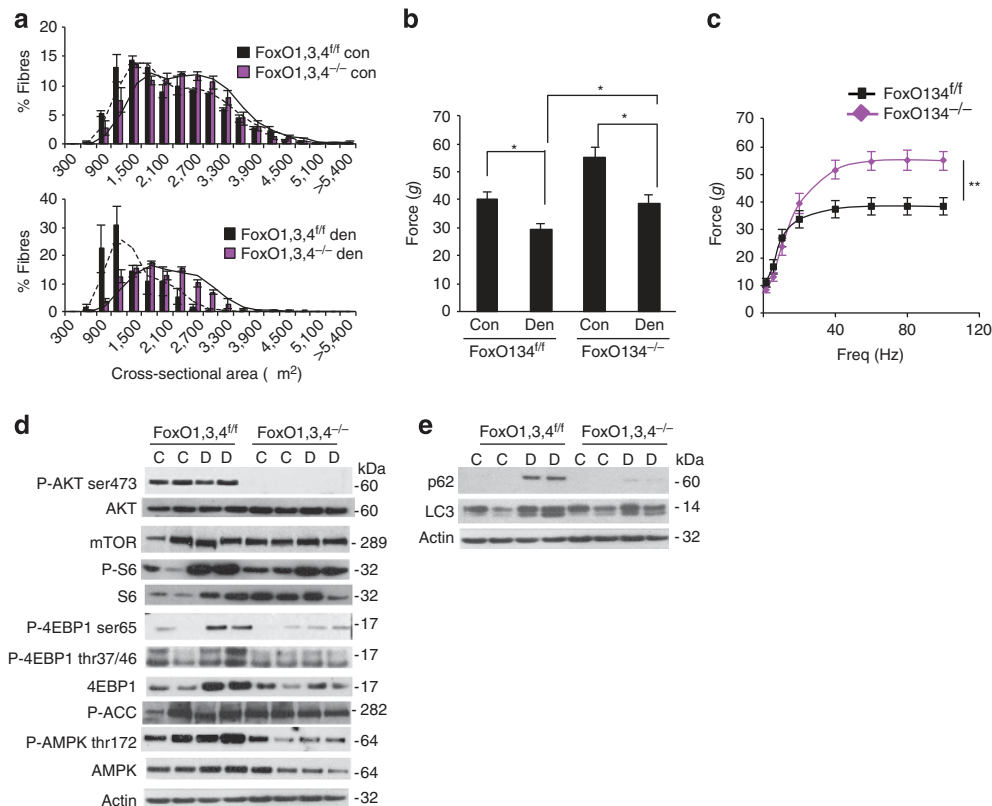 a
% Fibres
20
15
10
5
0
FoxO1,3,4f/f con
FoxO1,3,4−/− con
300
900
1,500
2,100
2,700
3,300
3,900
4,500
>5,400
% Fibres
40
30
20
10
0
FoxO1,3,4f/f den
FoxO1,3,4−/− den
300
900
1,500
2,100
2,700
3,300
3,900
4,500
>5,400
Cross-sectional area ( m2)
b
Force (g)
70
60
50
40
30
20
10
0
*
*
*
Con Den Con Den
FoxO134f/f FoxO134−/−
c
FoxO134f/f
FoxO134−/−
Force (g)
70
60
50
40
30
20
10
0
**
40 80 120
Freq (Hz)
d
FoxO1,3,4f/f FoxO1,3,4−/−
C C D D C C D D
kDa
P-AKT ser473 -60
AKT -60
mTOR -289
P-S6 -32
S6 -32
P-4EBP1 ser65 -17
P-4EBP1 thr37/46 -17
4EBP1 -17
P-ACC -282
P-AMPK thr172 -64
AMPK -64
Actin -32
e
FoxO1,3,4f/f FoxO1,3,4−/−
C C D D C C D D
kDa
p62 -60
LC3 -14
Actin -32